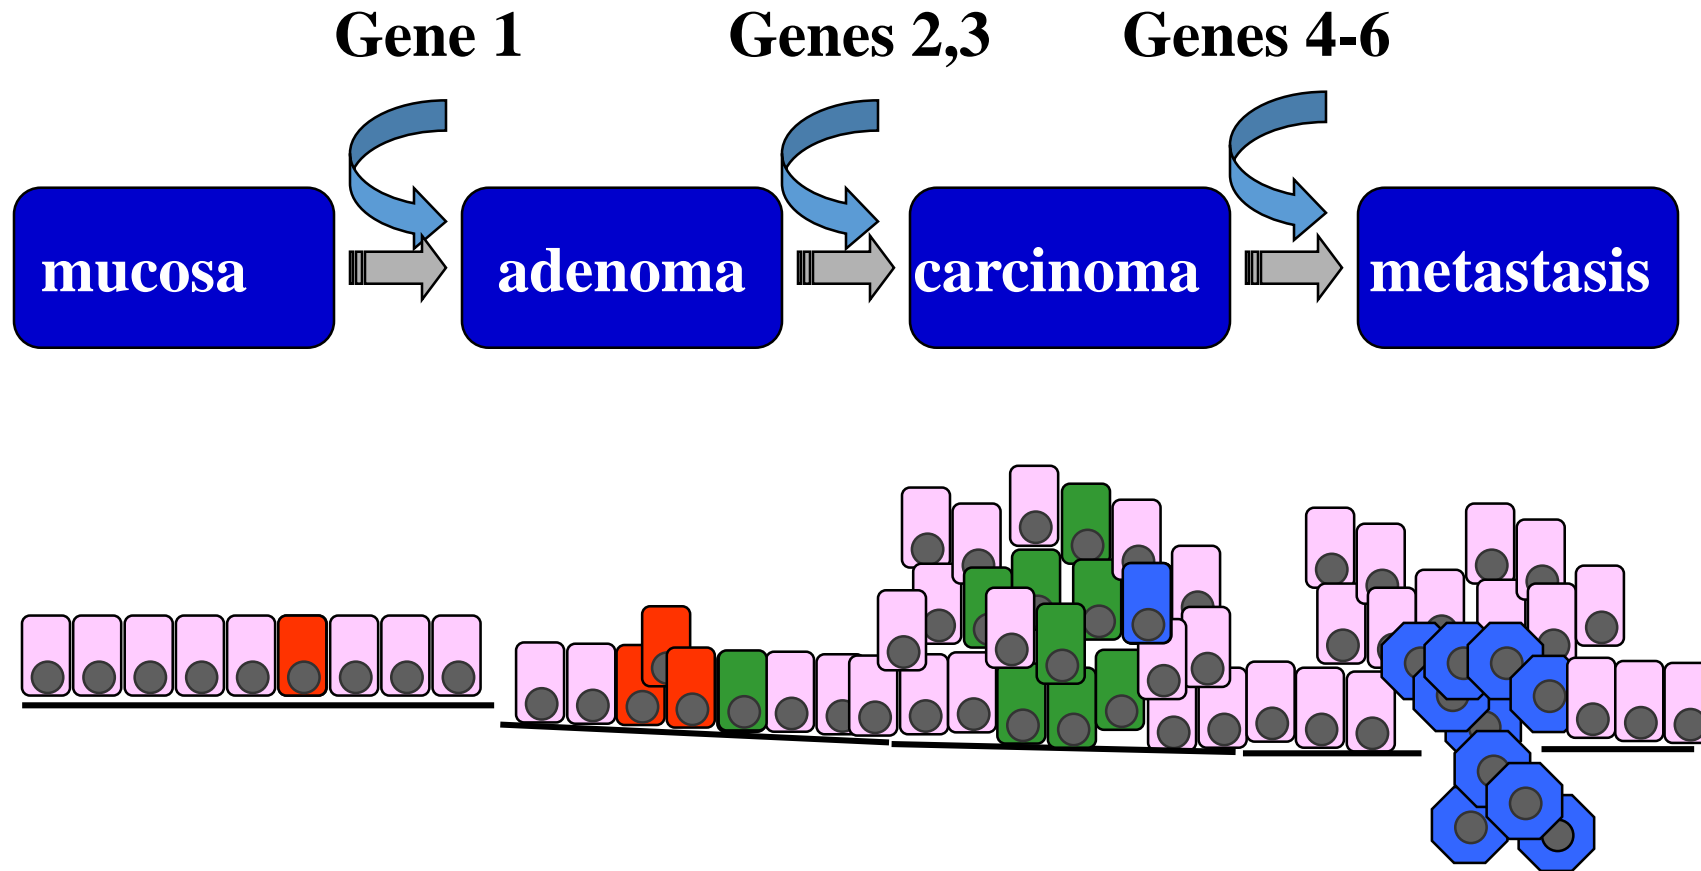 Gene 1 Genes 2,3 Genes 4-6
mucosa adenoma carcinoma metastasis